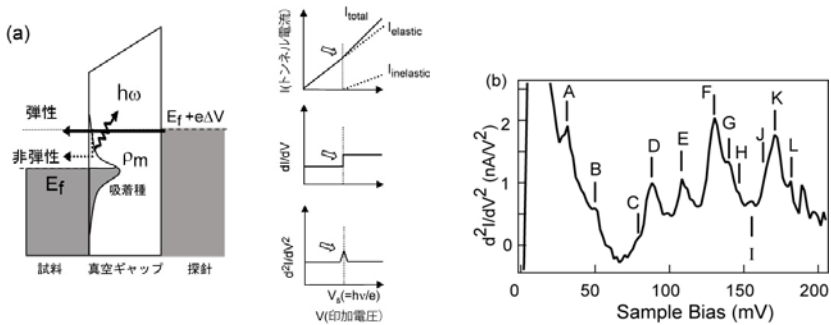 (a)
弾性
hω
E_f +eΔV
非弾性
ρ_m
E_f
吸着種
試料
真空ギャップ
探針
I(トンネル電流)
I_total
I_elastic
I_inelastic
dI/dV
d²I/dV²
V_s(=hν/e)
V(印加電圧)
(b)
d²I/dV² (nA/V²)
2
1
0
A
B
C
D
E
F
G
H
I
J
K
L
0 50 100 150 200
Sample Bias (mV)